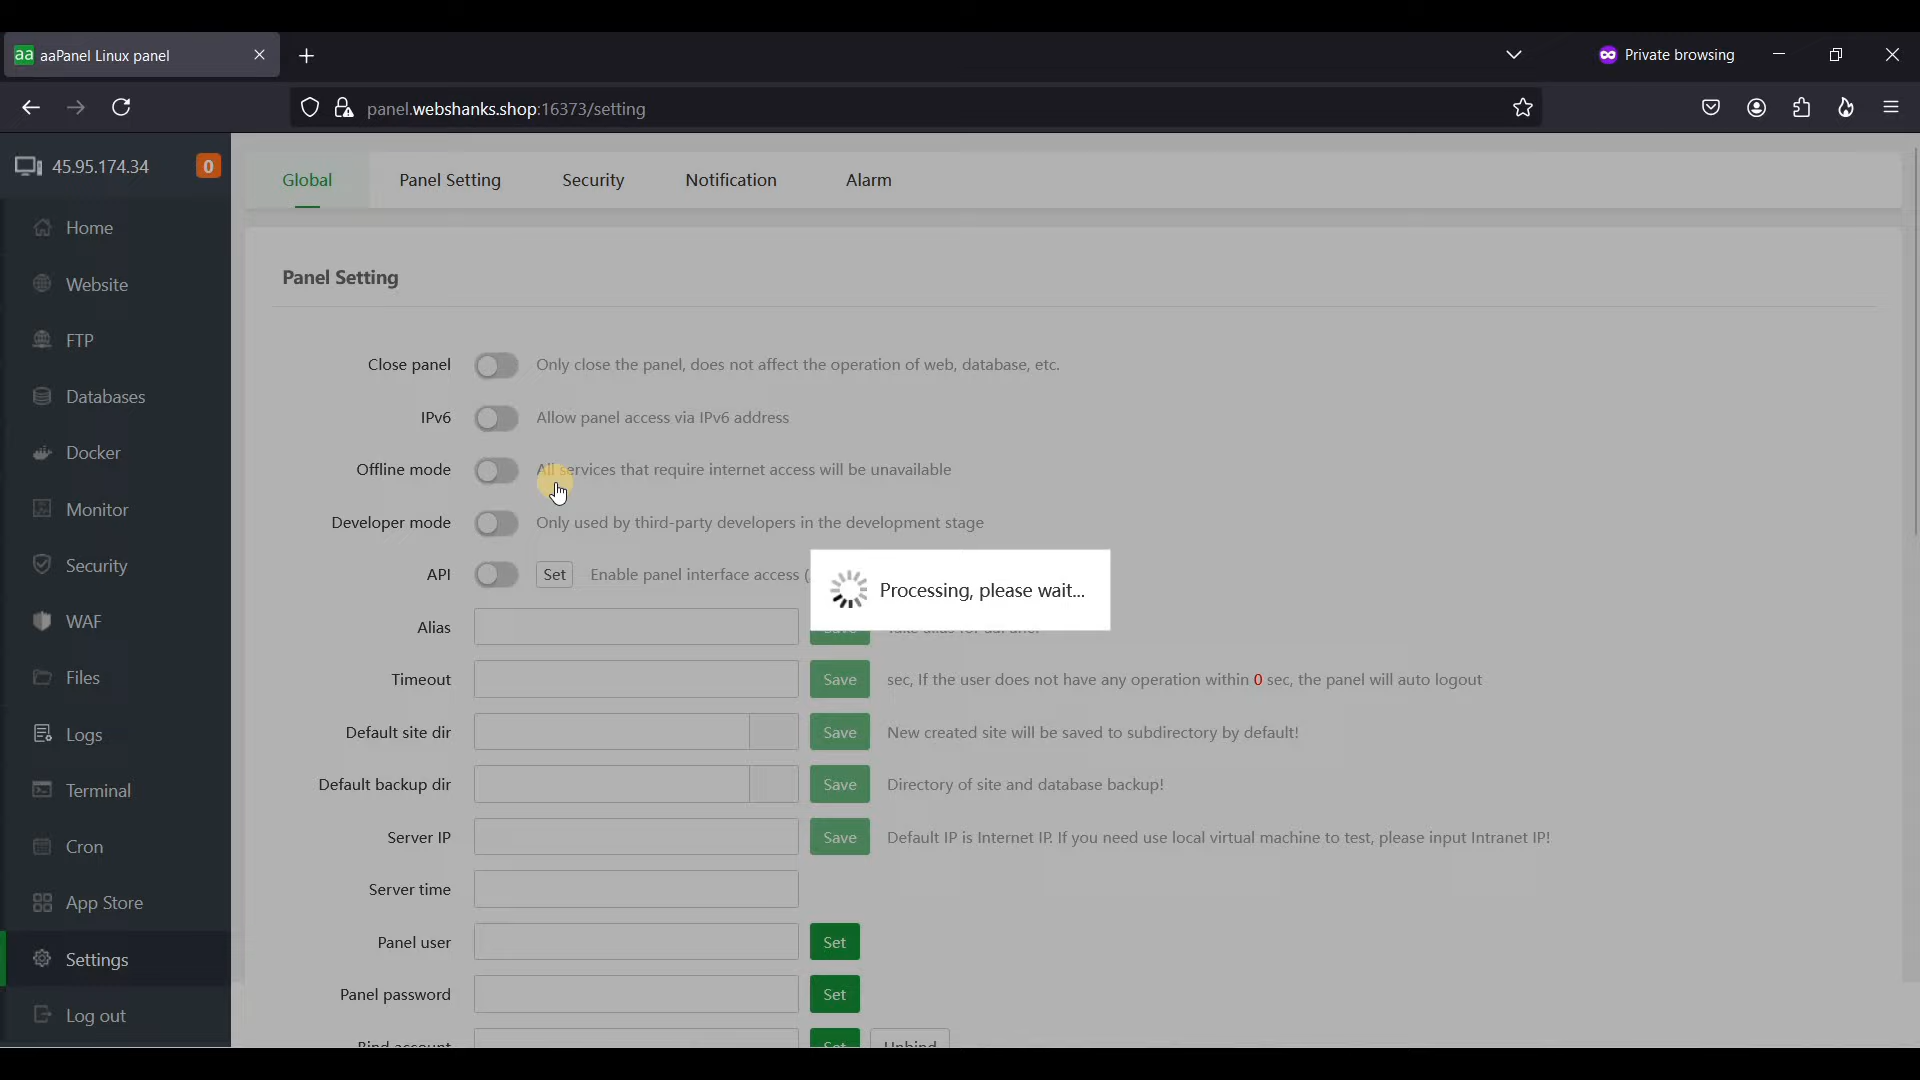 aa aaPanel Linux panel
Private browsing
panel.webshanks.shop:16373/setting
45.95.174.34
0
Home
Website
FTP
Databases
Docker
Monitor
Security
WAF
Files
Logs
Terminal
Cron
App Store
Settings
Log out
Global
Panel Setting
Security
Notification
Alarm
Panel Setting
Close panel
Only close the panel, does not affect the operation of web, database, etc.
IPv6
Allow panel access via IPv6 address
Offline mode
All services that require internet access will be unavailable
Developer mode
Only used by third-party developers in the development stage
API
Set
Enable panel interface access (
Processing, please wait...
Alias
Save
Timeout
Save
sec, If the user does not have any operation within 0 sec, the panel will auto logout
Default site dir
Save
New created site will be saved to subdirectory by default!
Default backup dir
Save
Directory of site and database backup!
Server IP
Save
Default IP is Internet IP. If you need use local virtual machine to test, please input Intranet IP!
Server time
Panel user
Set
Panel password
Set
Bind account
Set
Unbind